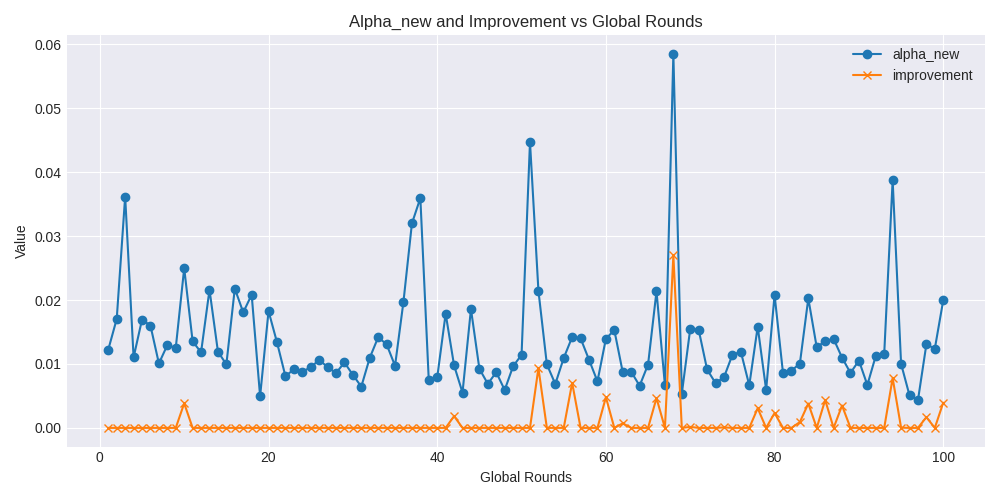 Alpha_new and Improvement vs Global Rounds
alpha_new
improvement
0.06
0.05
0.04
0.03
0.02
0.01
0.00
Value
0 20 40 60 80 100
Global Rounds